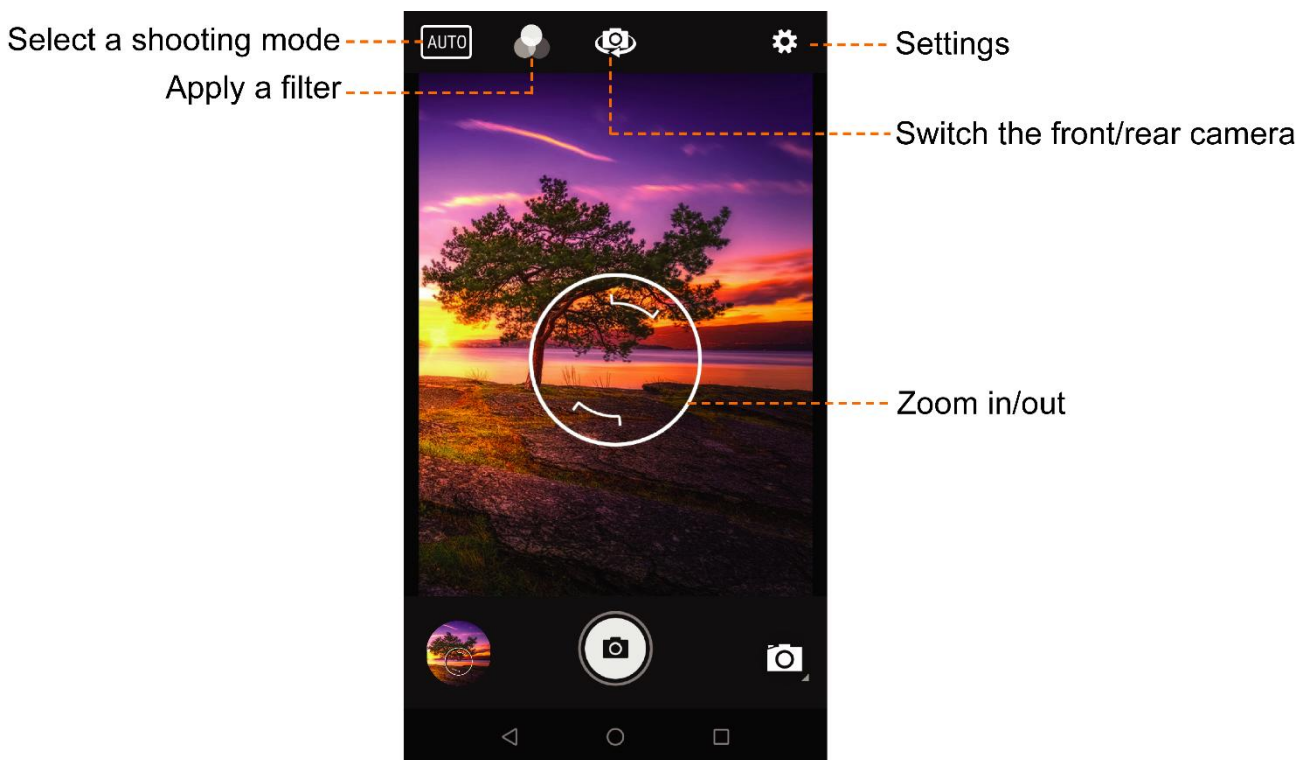 Select a shooting mode
AUTO
Settings
Apply a filter
Switch the front/rear camera
Zoom in/out